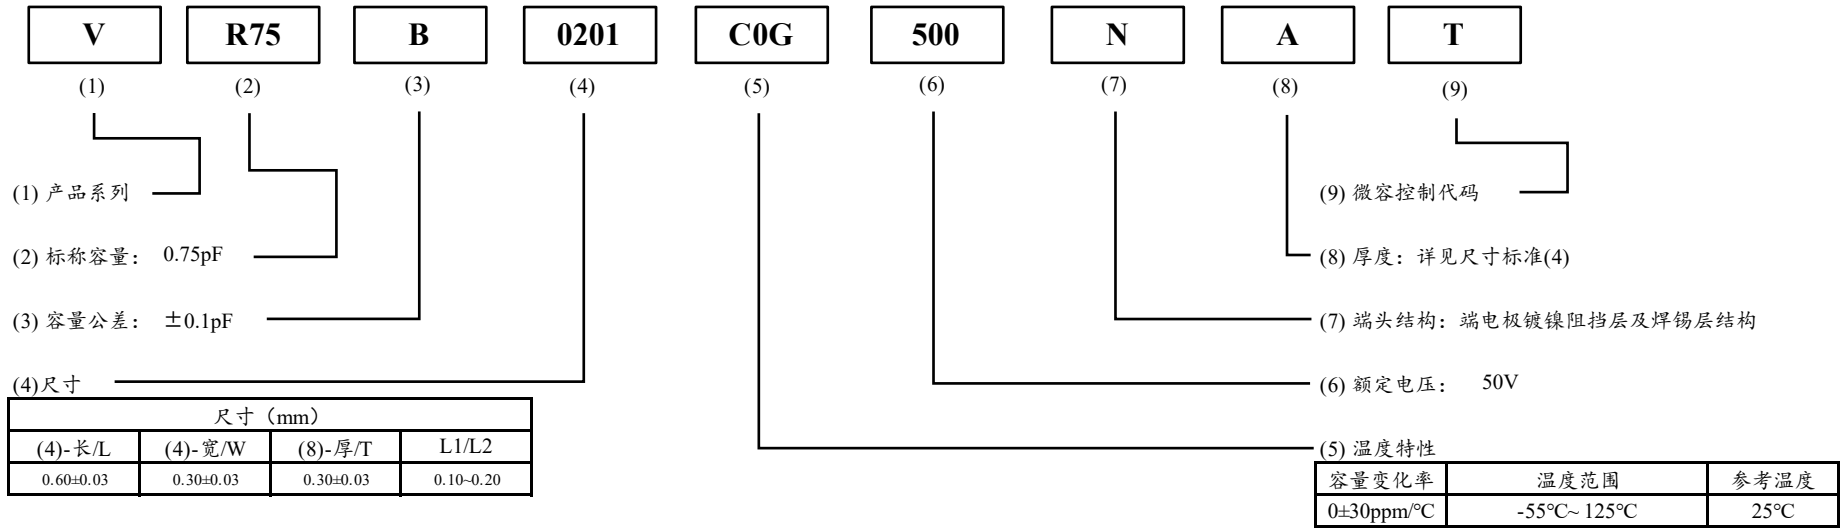 V R75 B 0201 C0G 500 N A T
(1) (2) (3) (4) (5) (6) (7) (8) (9)
(1) 产品系列
(9) 微容控制代码
(2) 标称容量： 0.75pF
(8) 厚度：详见尺寸标准(4)
(3) 容量公差： ±0.1pF
(7) 端头结构：端电极镀镍阻挡层及焊锡层结构
(4)尺寸
(6) 额定电压： 50V
尺寸（mm）
(4)-长/L (4)-宽/W (8)-厚/T L1/L2
0.60±0.03 0.30±0.03 0.30±0.03 0.10~0.20
(5) 温度特性
容量变化率 温度范围 参考温度
0±30ppm/°C -55°C~ 125°C 25°C